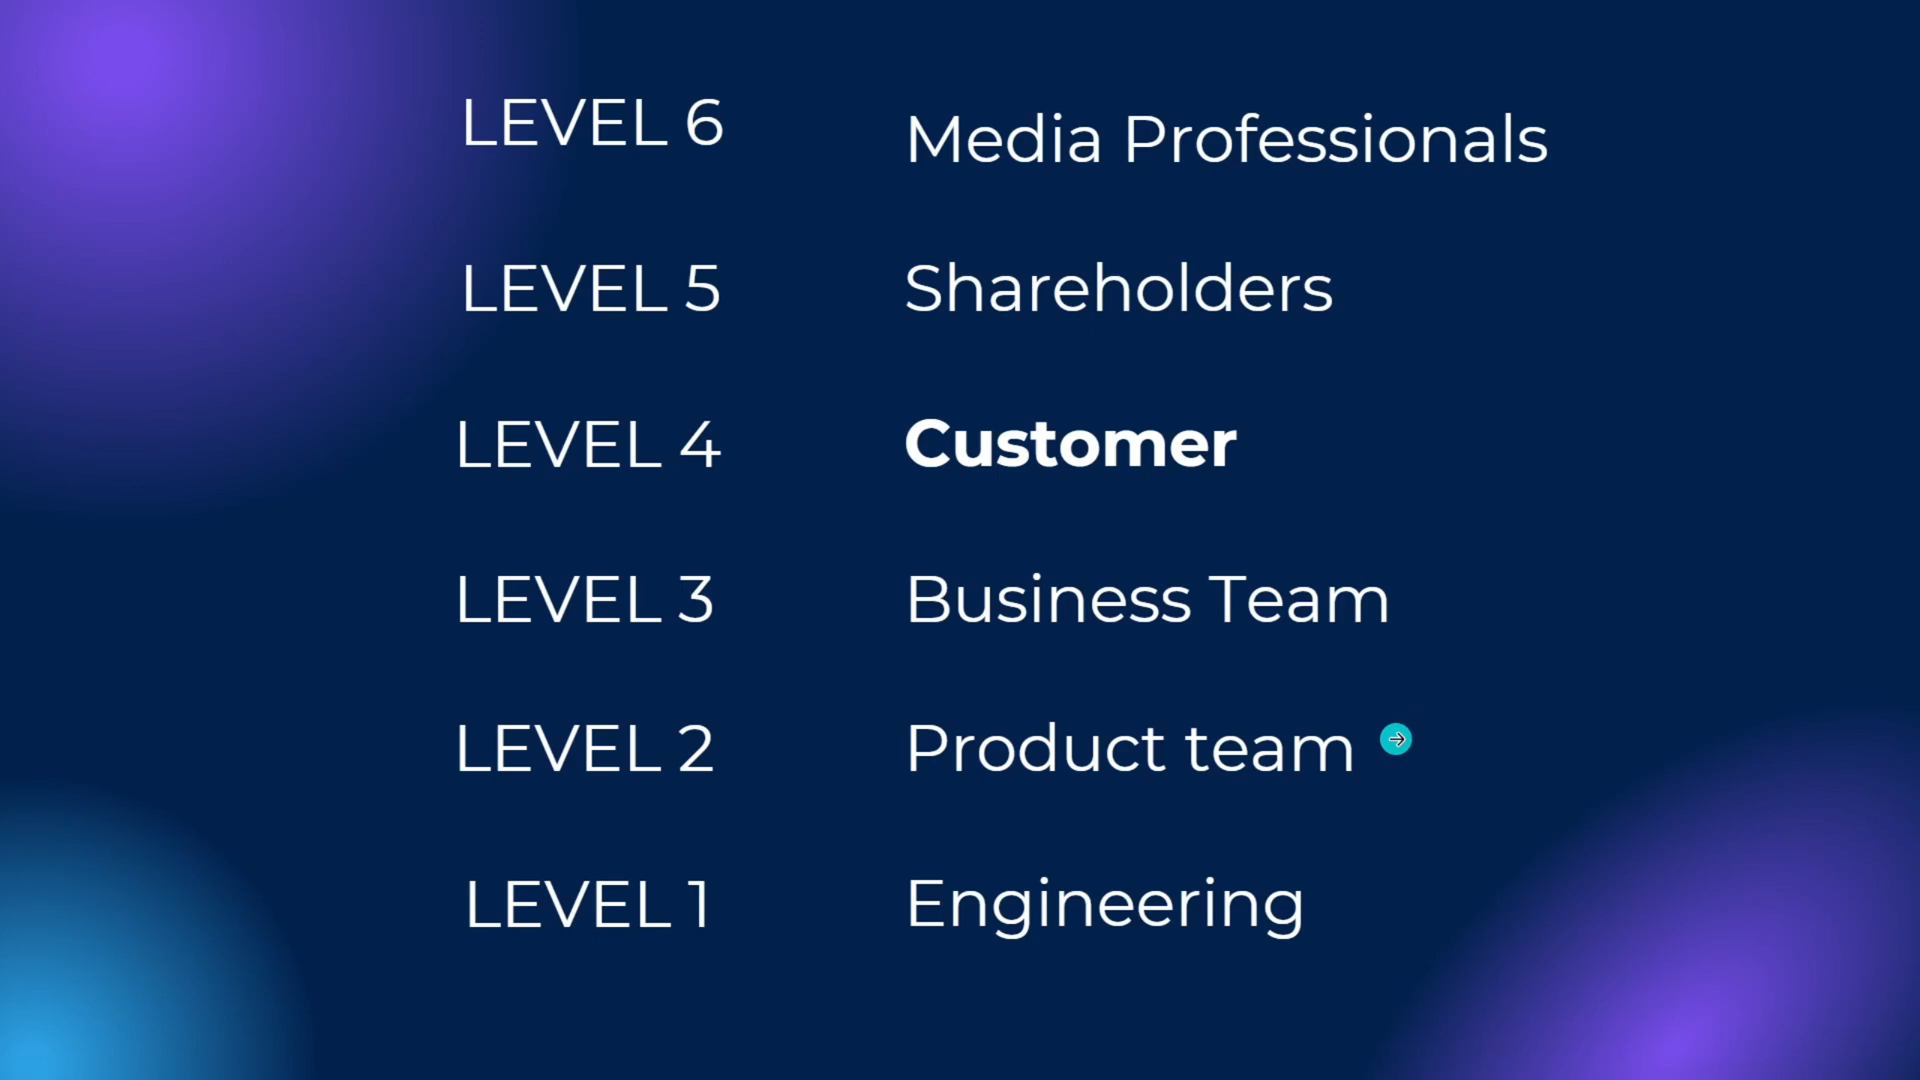 LEVEL 6 Media Professionals
LEVEL 5 Shareholders
LEVEL 4 Customer
LEVEL 3 Business Team
LEVEL 2 Product team
LEVEL 1 Engineering